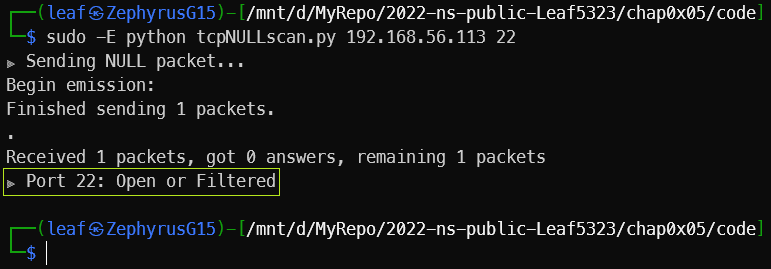 ┌──(leaf㉿ZephyrusG15)-[/mnt/d/MyRepo/2022-ns-public-Leaf5323/chap0x05/code]
└─$ sudo -E python tcpNULLscan.py 192.168.56.113 22
▶ Sending NULL packet...
Begin emission:
Finished sending 1 packets.
.
Received 1 packets, got 0 answers, remaining 1 packets
▶ Port 22: Open or Filtered
┌──(leaf㉿ZephyrusG15)-[/mnt/d/MyRepo/2022-ns-public-Leaf5323/chap0x05/code]
└─$